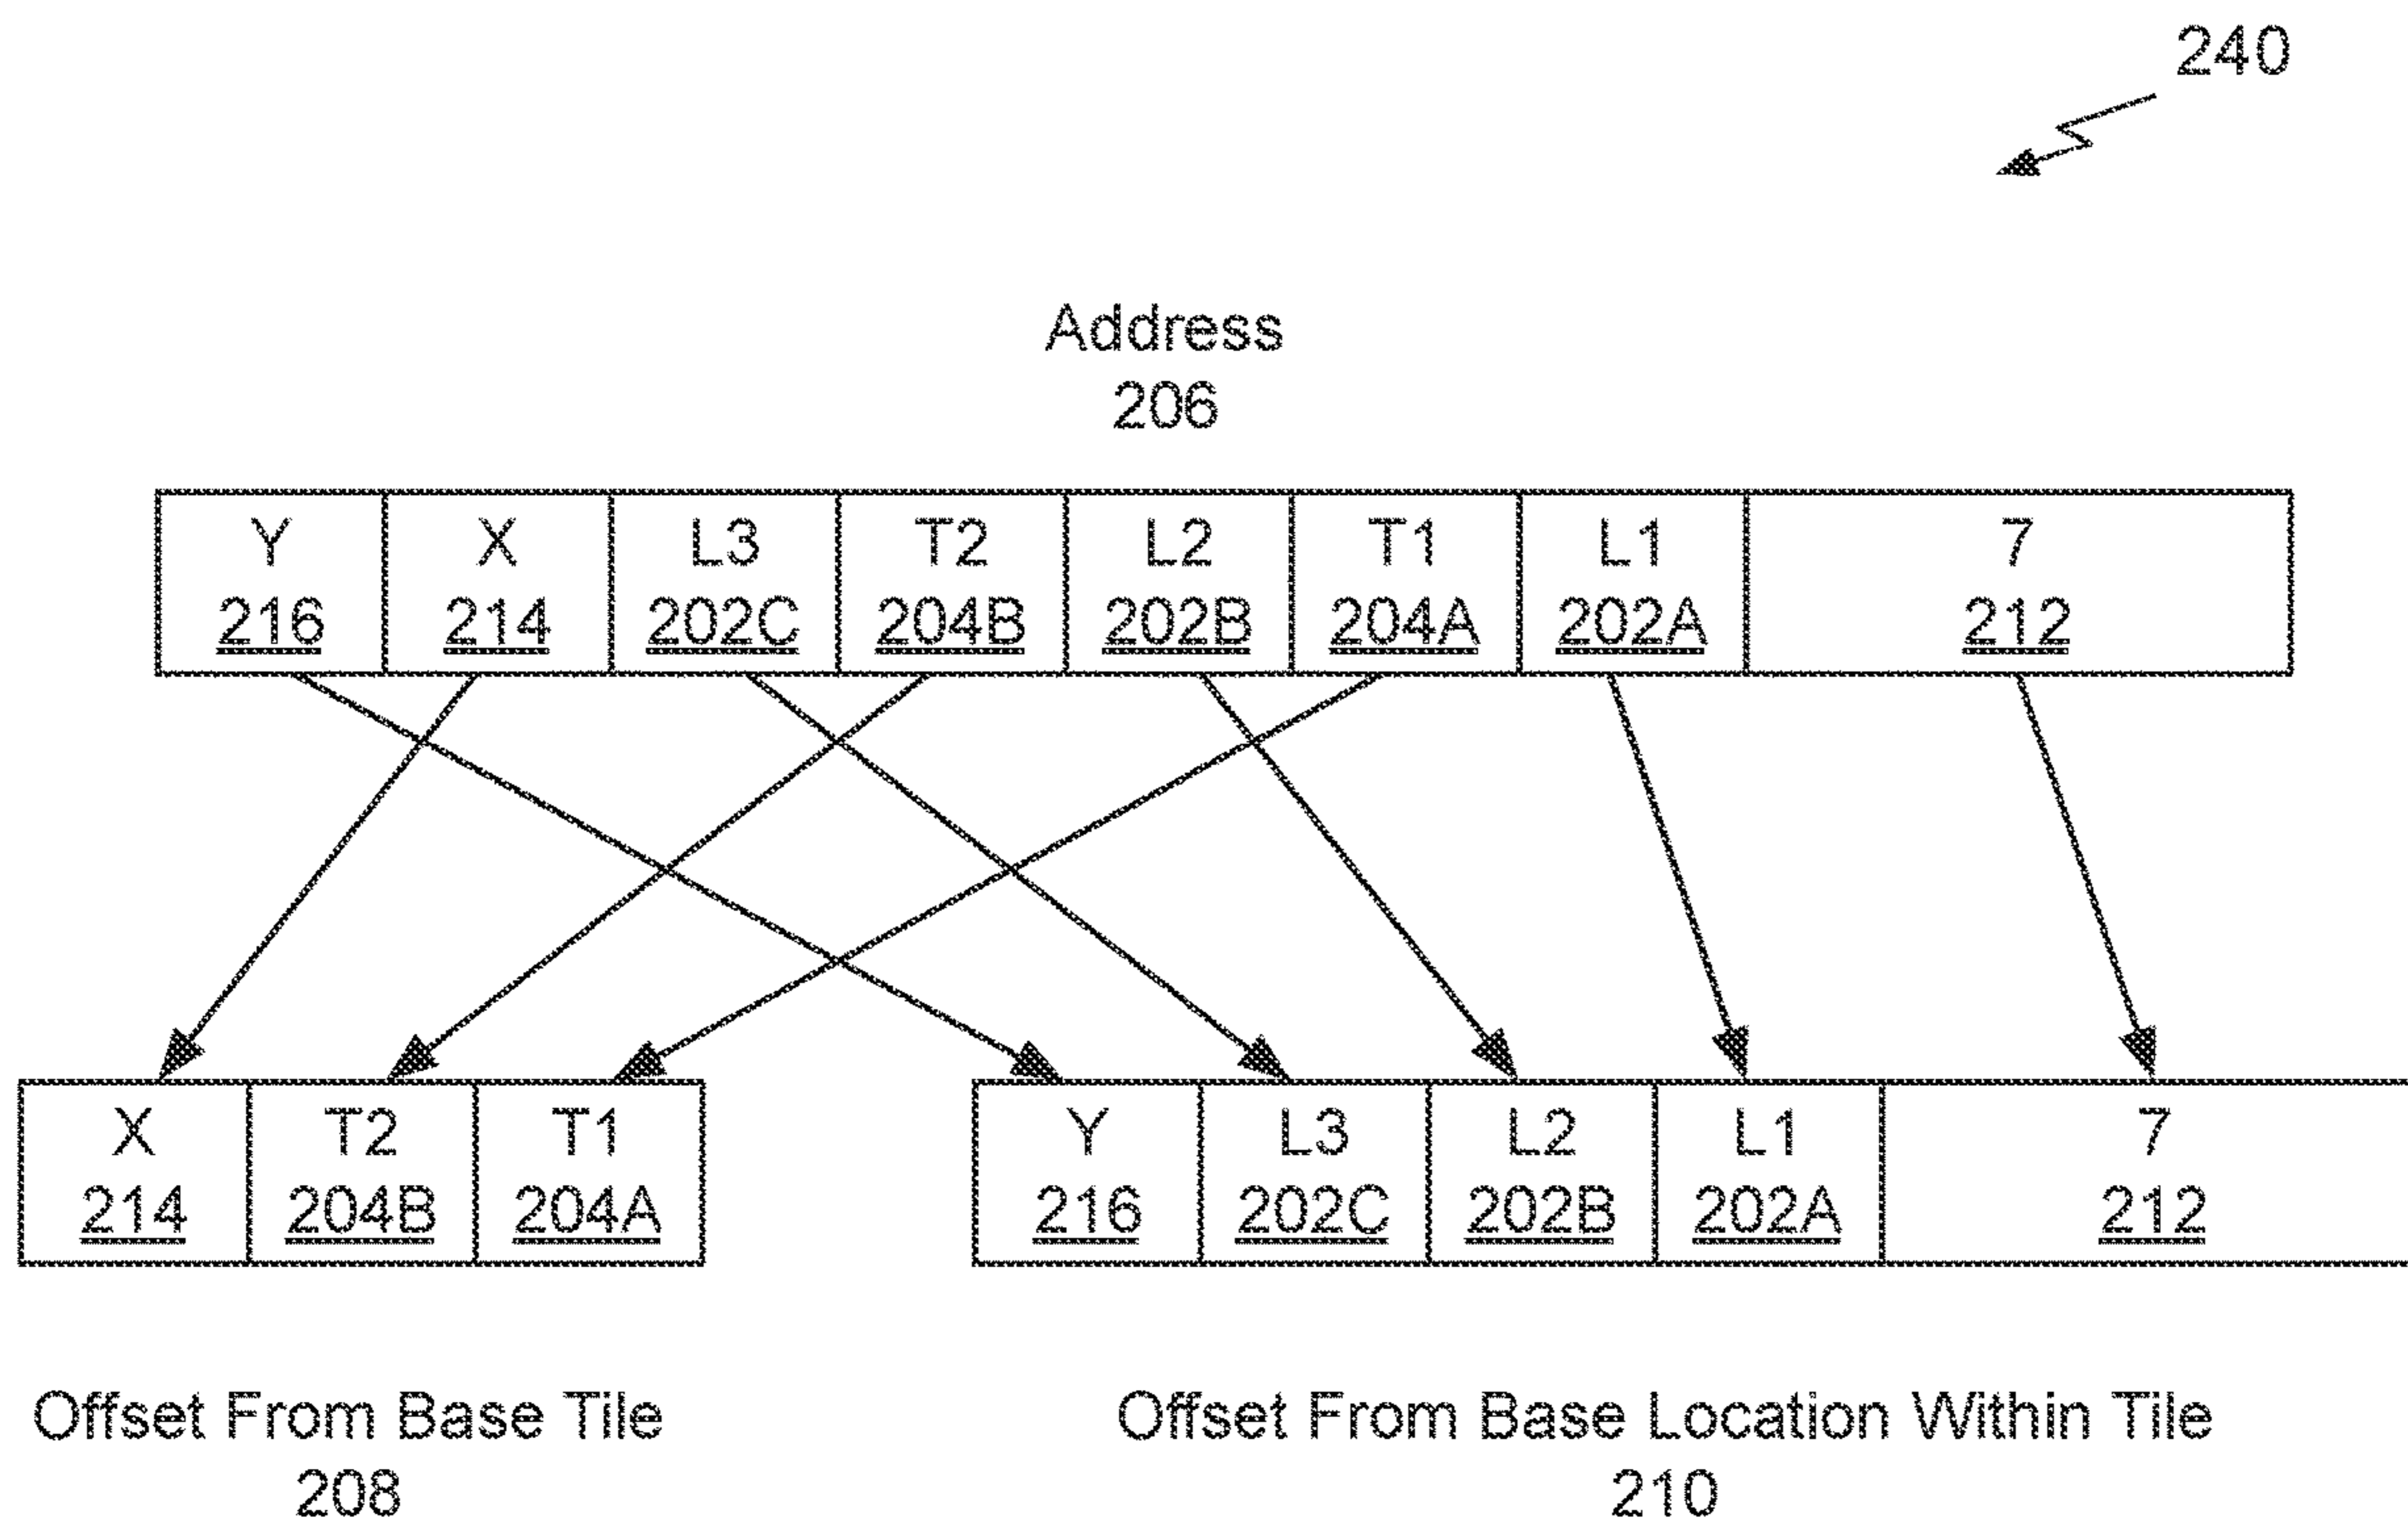 240
Address
206
Y X L3 T2 L2 T1 L1 7
216 214 202C 204B 202B 204A 202A 212
X T2 T1 Y L3 L2 L1 7
214 204B 204A 216 202C 202B 202A 212
Offset From Base Tile Offset From Base Location Within Tile
208 210